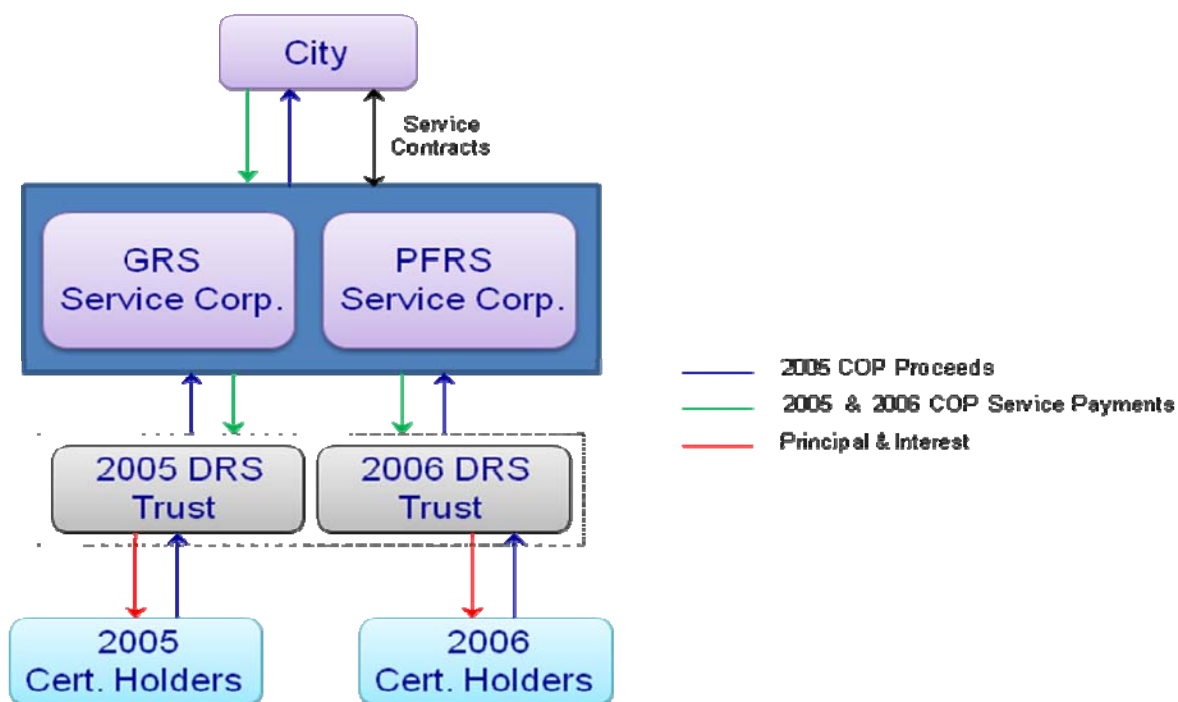 City
Service
Contracts
GRS
Service Corp.
PFRS
Service Corp.
2005 COP Proceeds
2005 & 2006 COP Service Payments
Principal & Interest
2005 DRS
Trust
2006 DRS
Trust
2005
Cert. Holders
2006
Cert. Holders